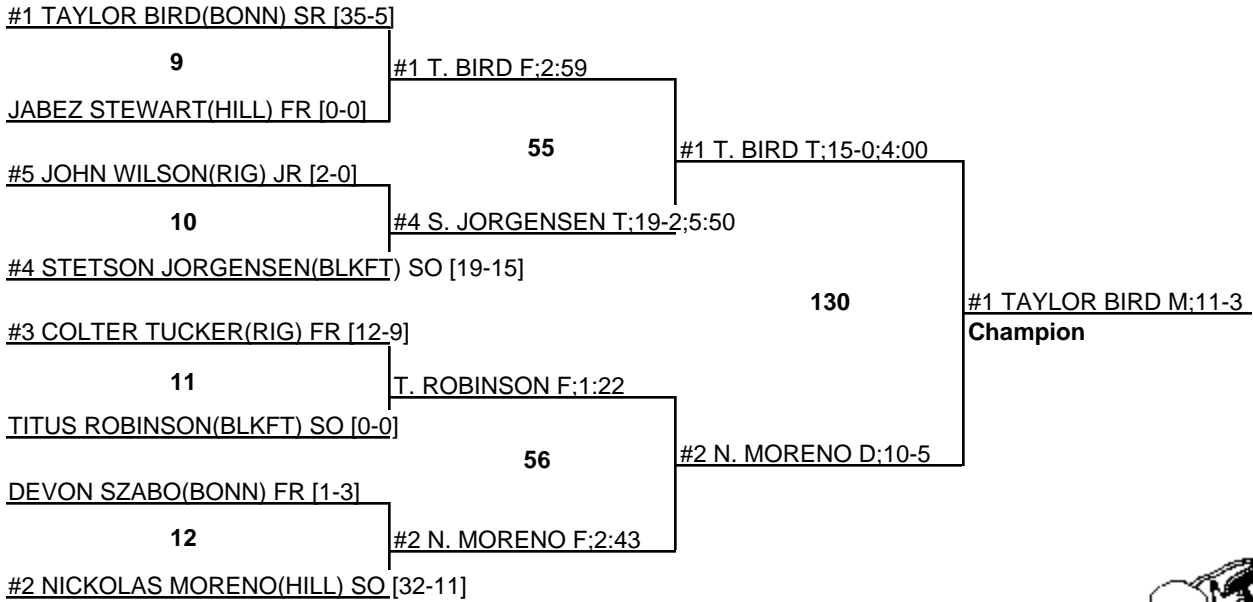 #1 TAYLOR BIRD(BONN) SR [35-5]
9
#1 T. BIRD F;2:59
JABEZ STEWART(HILL) FR [0-0]
55
#1 T. BIRD T;15-0;4:00
#5 JOHN WILSON(RIG) JR [2-0]
10
#4 S. JORGENSEN T;19-2;5:50
#4 STETSON JORGENSEN(BLKFT) SO [19-15]
130
#1 TAYLOR BIRD M;11-3
Champion
#3 COLTER TUCKER(RIG) FR [12-9]
11
T. ROBINSON F;1:22
TITUS ROBINSON(BLKFT) SO [0-0]
56
#2 N. MORENO D;10-5
DEVON SZABO(BONN) FR [1-3]
12
#2 N. MORENO F;2:43
#2 NICKOLAS MORENO(HILL) SO [32-11]